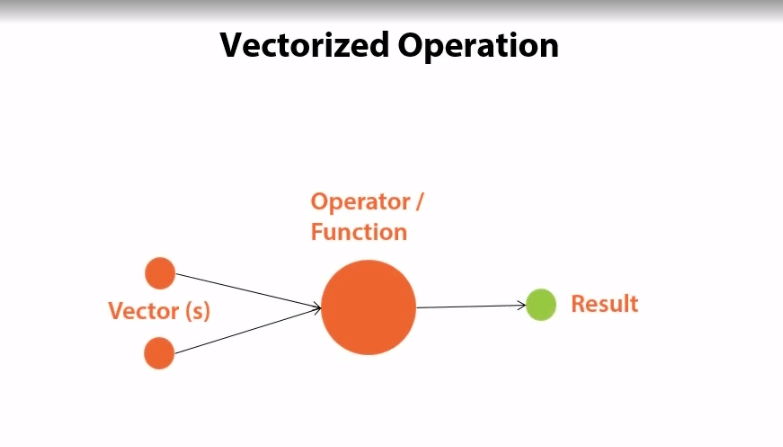 Vectorized Operation
Operator /
Function
Vector (s)
Result